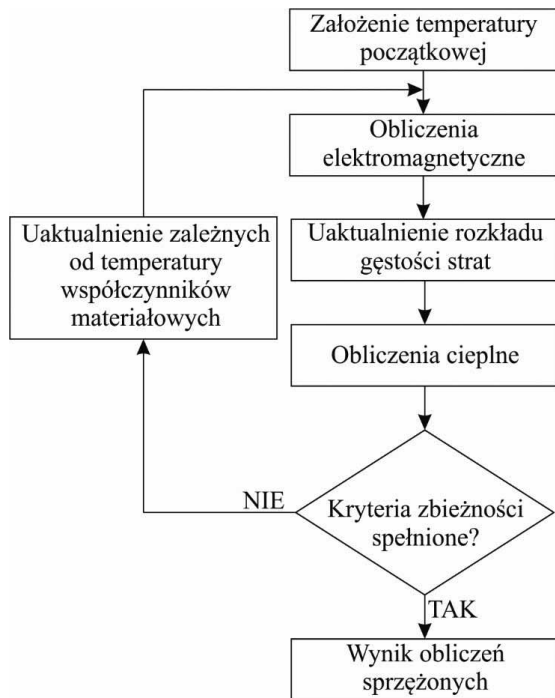 Założenie temperatury
początkowej
Obliczenia
elektromagnetyczne
Uaktualnienie rozkładu
gęstości strat
Uaktualnienie zależnych
od temperatury
współczynników
materiałowych
Obliczenia cieplne
NIE
Kryteria zbieżności
spełnione?
TAK
Wynik obliczeń
sprzężonych